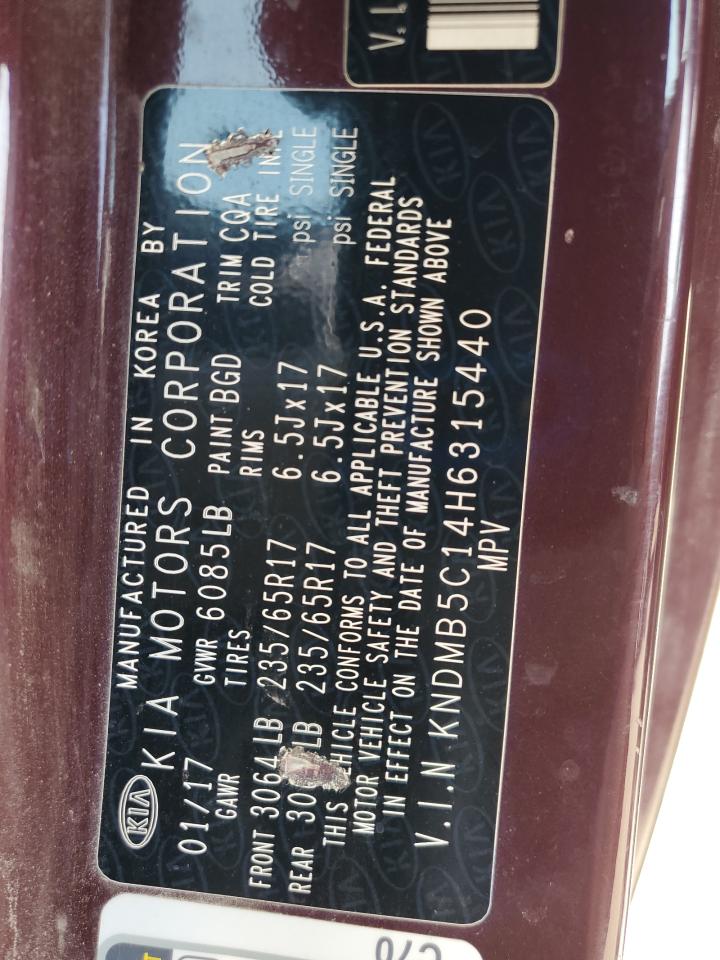 KIA
MANUFACTURED IN KOREA BY
KIA MOTORS CORPORATION
01/17 GVWR 6085LB PAINT BGD TRIM CQA
GAWR TIRES RIMS COLD TIRE
FRONT 3064 LB 235/65R17 6.5Jx17 psi SINGLE
REAR LB 235/65R17 6.5Jx17 psi SINGLE
THIS VEHICLE CONFORMS TO ALL APPLICABLE U.S.A. FEDERAL
MOTOR VEHICLE SAFETY AND THEFT PREVENTION STANDARDS
IN EFFECT ON THE DATE OF MANUFACTURE SHOWN ABOVE
V.I.N KNDMB5C14H6315440
MPV